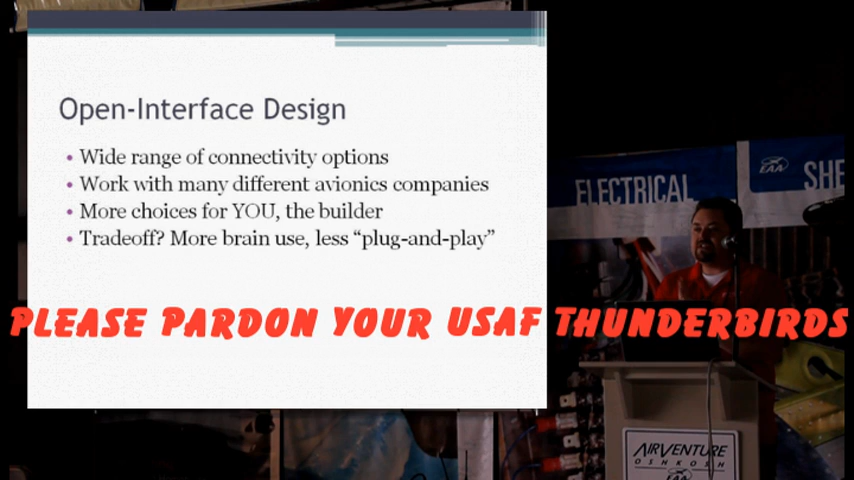 Open-Interface Design
• Wide range of connectivity options
• Work with many different avionics companies
• More choices for YOU, the builder
• Tradeoff? More brain use, less “plug-and-play”
PLEASE PARDON YOUR USAF THUNDERBIRDS
ELECTRICAL
EAA
SHE
AIRVENTURE
OSHKOSH
EAA